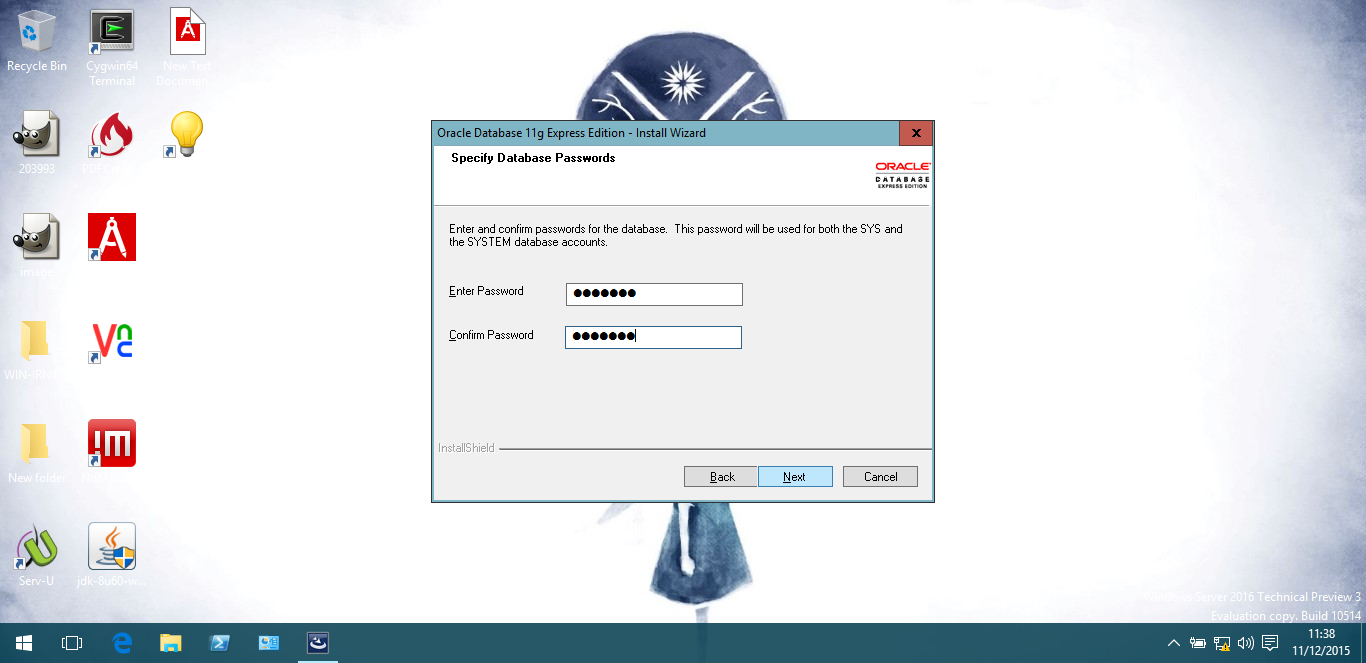 Recycle Bin
Cygwin64
Terminal
New Text
Documen...
203993
images
WIN-iRN
New folder
Serv-U
jdk-8u60-w...
Oracle Database 11g Express Edition - Install Wizard
X
Specify Database Passwords
ORACLE
DATABASE
EXPRESS EDITION
Enter and confirm passwords for the database. This password will be used for both the SYS and
the SYSTEM database accounts.
Enter Password
●●●●●●●
Confirm Password
●●●●●●●
InstallShield
Back
Next
Cancel
Server 2016 Technical Preview 3
Evaluation copy. Build 10514
11:38
11/12/2015